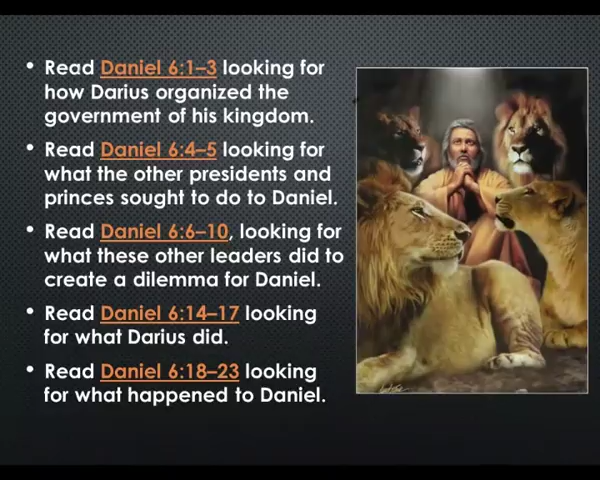 • Read Daniel 6:1–3 looking for
how Darius organized the
government of his kingdom.
• Read Daniel 6:4–5 looking for
what the other presidents and
princes sought to do to Daniel.
• Read Daniel 6:6–10, looking for
what these other leaders did to
create a dilemma for Daniel.
• Read Daniel 6:14–17 looking
for what Darius did.
• Read Daniel 6:18–23 looking
for what happened to Daniel.